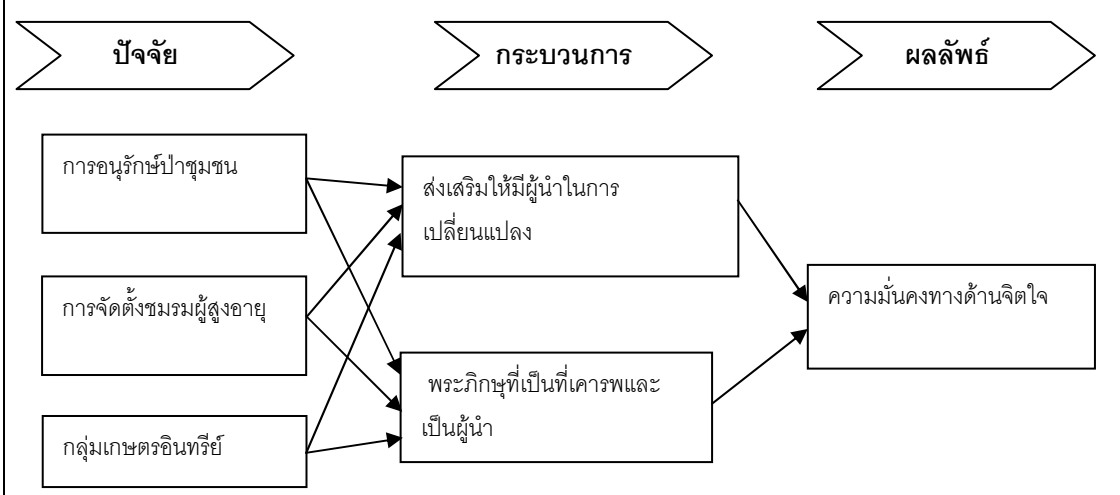 ปัจจัย
กระบวนการ
ผลลัพธ์
การอนุรักษ์ป่าชุมชน
ส่งเสริมให้มีผู้นำในการ
เปลี่ยนแปลง
การจัดตั้งชมรมผู้สูงอายุ
ความมั่นคงทางด้านจิตใจ
พระภิกษุที่เป็นที่เคารพและ
เป็นผู้นำ
กลุ่มเกษตรอินทรีย์